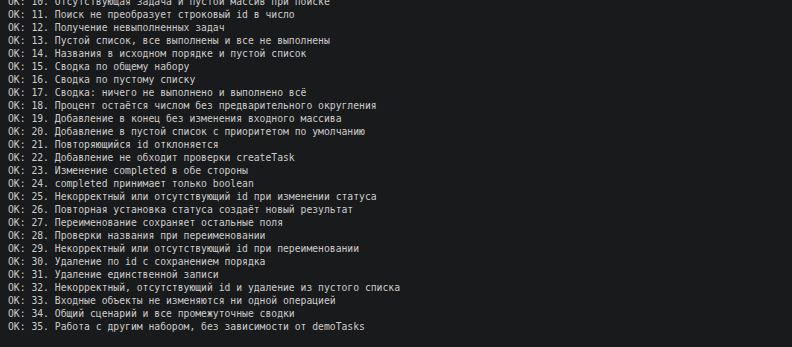 OK: 10. Отсутствующая задача и пустой массив при поиске
OK: 11. Поиск не преобразует строковый id в число
OK: 12. Получение невыполненных задач
OK: 13. Пустой список, все выполнены и все не выполнены
OK: 14. Названия в исходном порядке и пустой список
OK: 15. Сводка по общему набору
OK: 16. Сводка по пустому списку
OK: 17. Сводка: ничего не выполнено и выполнено всё
OK: 18. Процент остаётся числом без предварительного округления
OK: 19. Добавление в конец без изменения входного массива
OK: 20. Добавление в пустой список с приоритетом по умолчанию
OK: 21. Повторяющийся id отклоняется
OK: 22. Добавление не обходит проверки createTask
OK: 23. Изменение completed в обе стороны
OK: 24. completed принимает только boolean
OK: 25. Некорректный или отсутствующий id при изменении статуса
OK: 26. Повторная установка статуса создаёт новый результат
OK: 27. Переименование сохраняет остальные поля
OK: 28. Проверки названия при переименовании
OK: 29. Некорректный или отсутствующий id при переименовании
OK: 30. Удаление по id с сохранением порядка
OK: 31. Удаление единственной записи
OK: 32. Некорректный, отсутствующий id и удаление из пустого списка
OK: 33. Входные объекты не изменяются ни одной операцией
OK: 34. Общий сценарий и все промежуточные сводки
OK: 35. Работа с другим набором, без зависимости от demoTasks